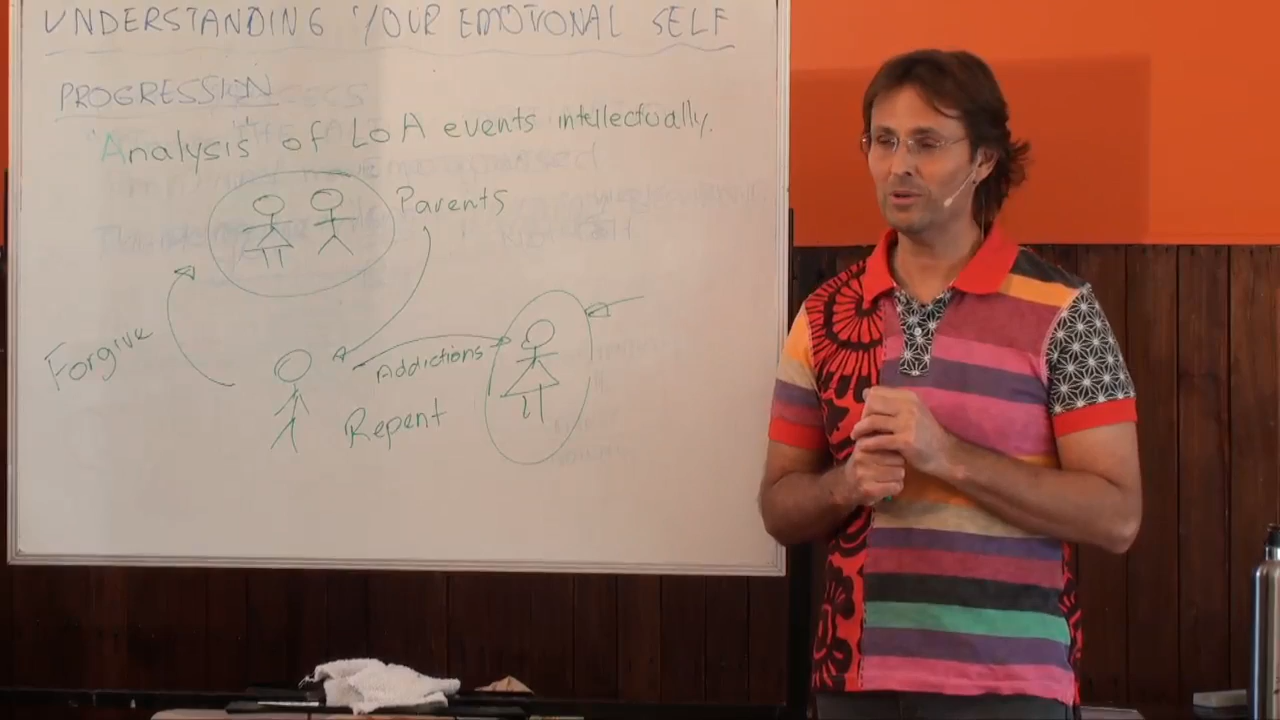 UNDERSTANDING YOUR EMOTIONAL SELF
PROGRESSION
"Analysis" of LOA events intellectually.
Parents
Forgive
Addictions
Repent